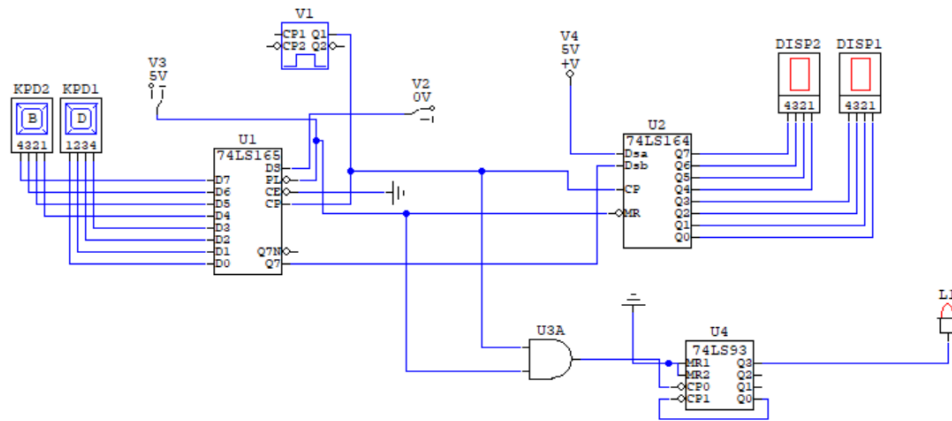 V1
CP1 Q1
CP2 Q2
V3
5V
V2
0V
V4
5V
+V
DISP2 DISP1
4321 4321
KPD2 KPD1
B D
4321 1234
U1
74LS165
DS
PL
CE
CP
D7
D6
D5
D4
D3
D2
D1 Q7N
D0 Q7
U2
74LS164
Dsa Q7
Dsb Q6
Q5
CP Q4
Q3
MR Q2
Q1
Q0
U3A
U4
74LS93
MR1 Q3
MR2 Q2
CP0 Q1
CP1 Q0
L1